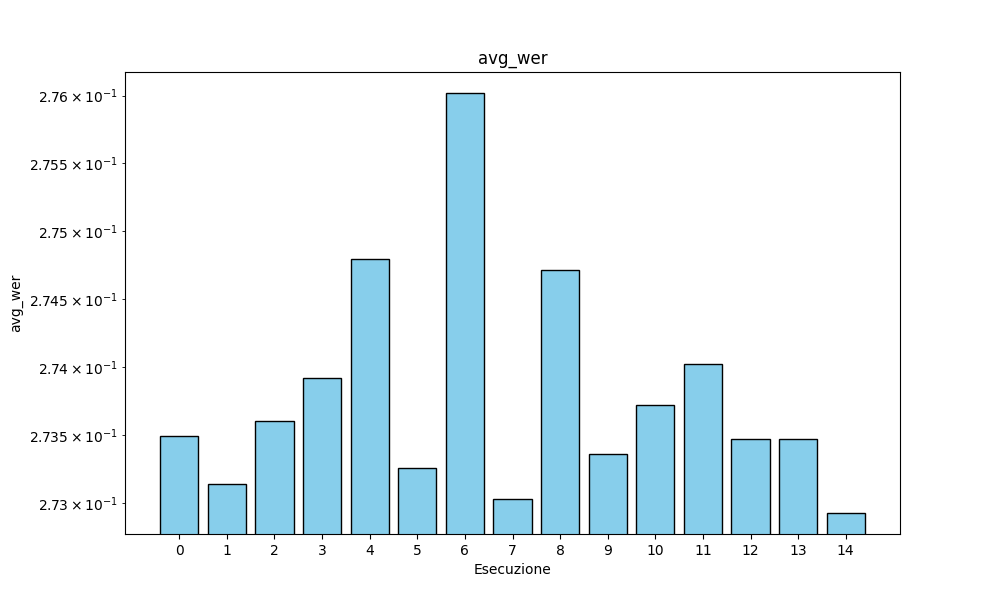 avg_wer
2.76 × 10⁻¹
2.755 × 10⁻¹
2.75 × 10⁻¹
2.745 × 10⁻¹
2.74 × 10⁻¹
2.735 × 10⁻¹
2.73 × 10⁻¹
avg_wer
0 1 2 3 4 5 6 7 8 9 10 11 12 13 14
Esecuzione